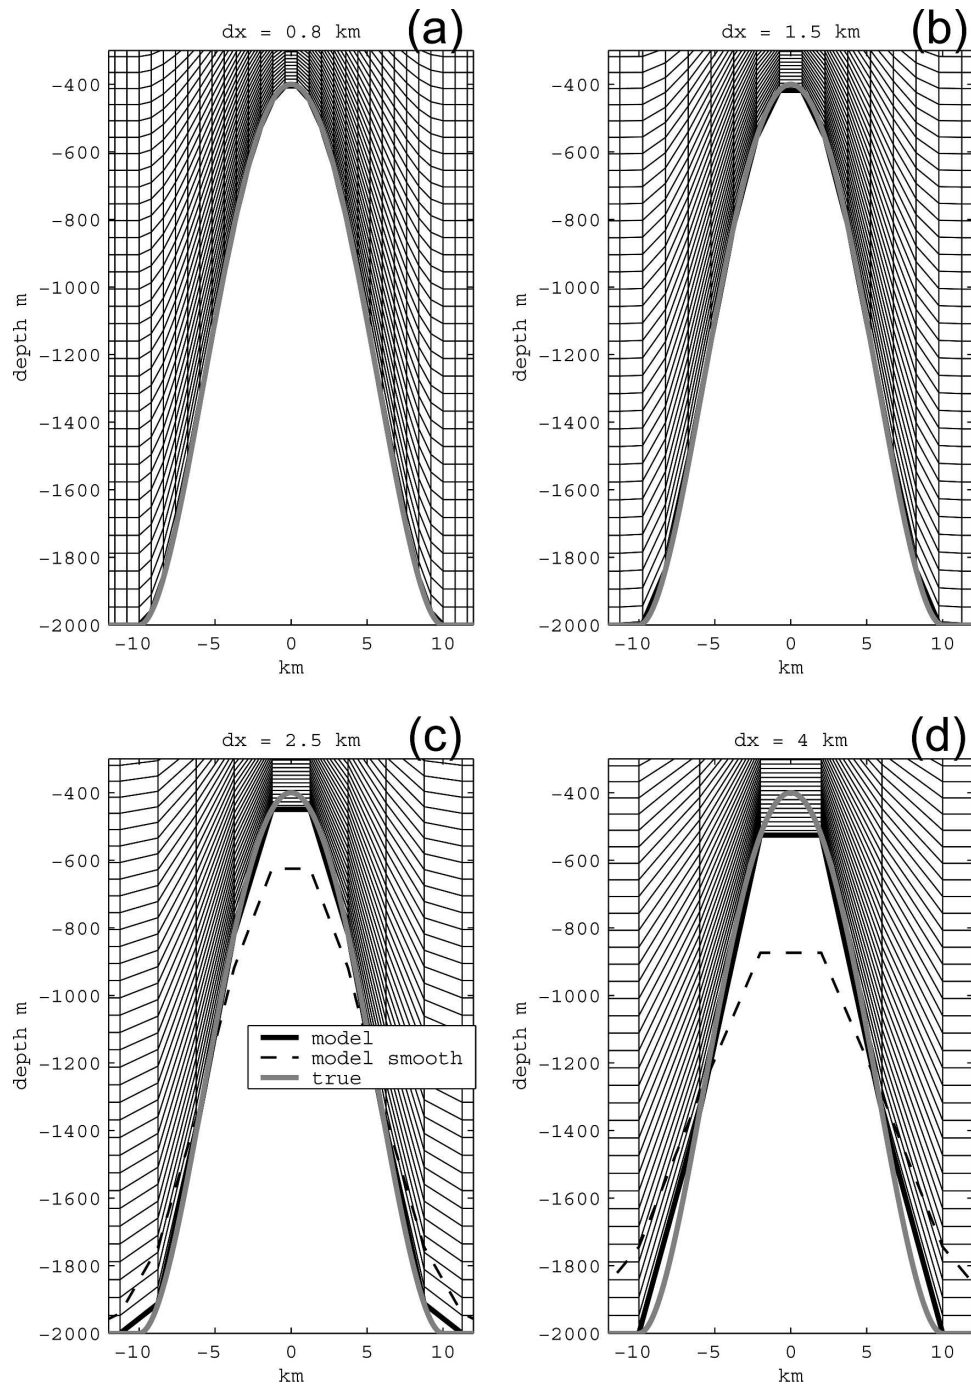 (a)
dx = 0.8 km
-400
-600
-800
-1000
-1200
-1400
-1600
-1800
-2000
depth m
-10 -5 0 5 10
km
(b)
dx = 1.5 km
-400
-600
-800
-1000
-1200
-1400
-1600
-1800
-2000
depth m
-10 -5 0 5 10
km
(c)
dx = 2.5 km
-400
-600
-800
-1000
-1200
-1400
-1600
-1800
-2000
depth m
model
model smooth
true
-10 -5 0 5 10
km
(d)
dx = 4 km
-400
-600
-800
-1000
-1200
-1400
-1600
-1800
-2000
depth m
-10 -5 0 5 10
km